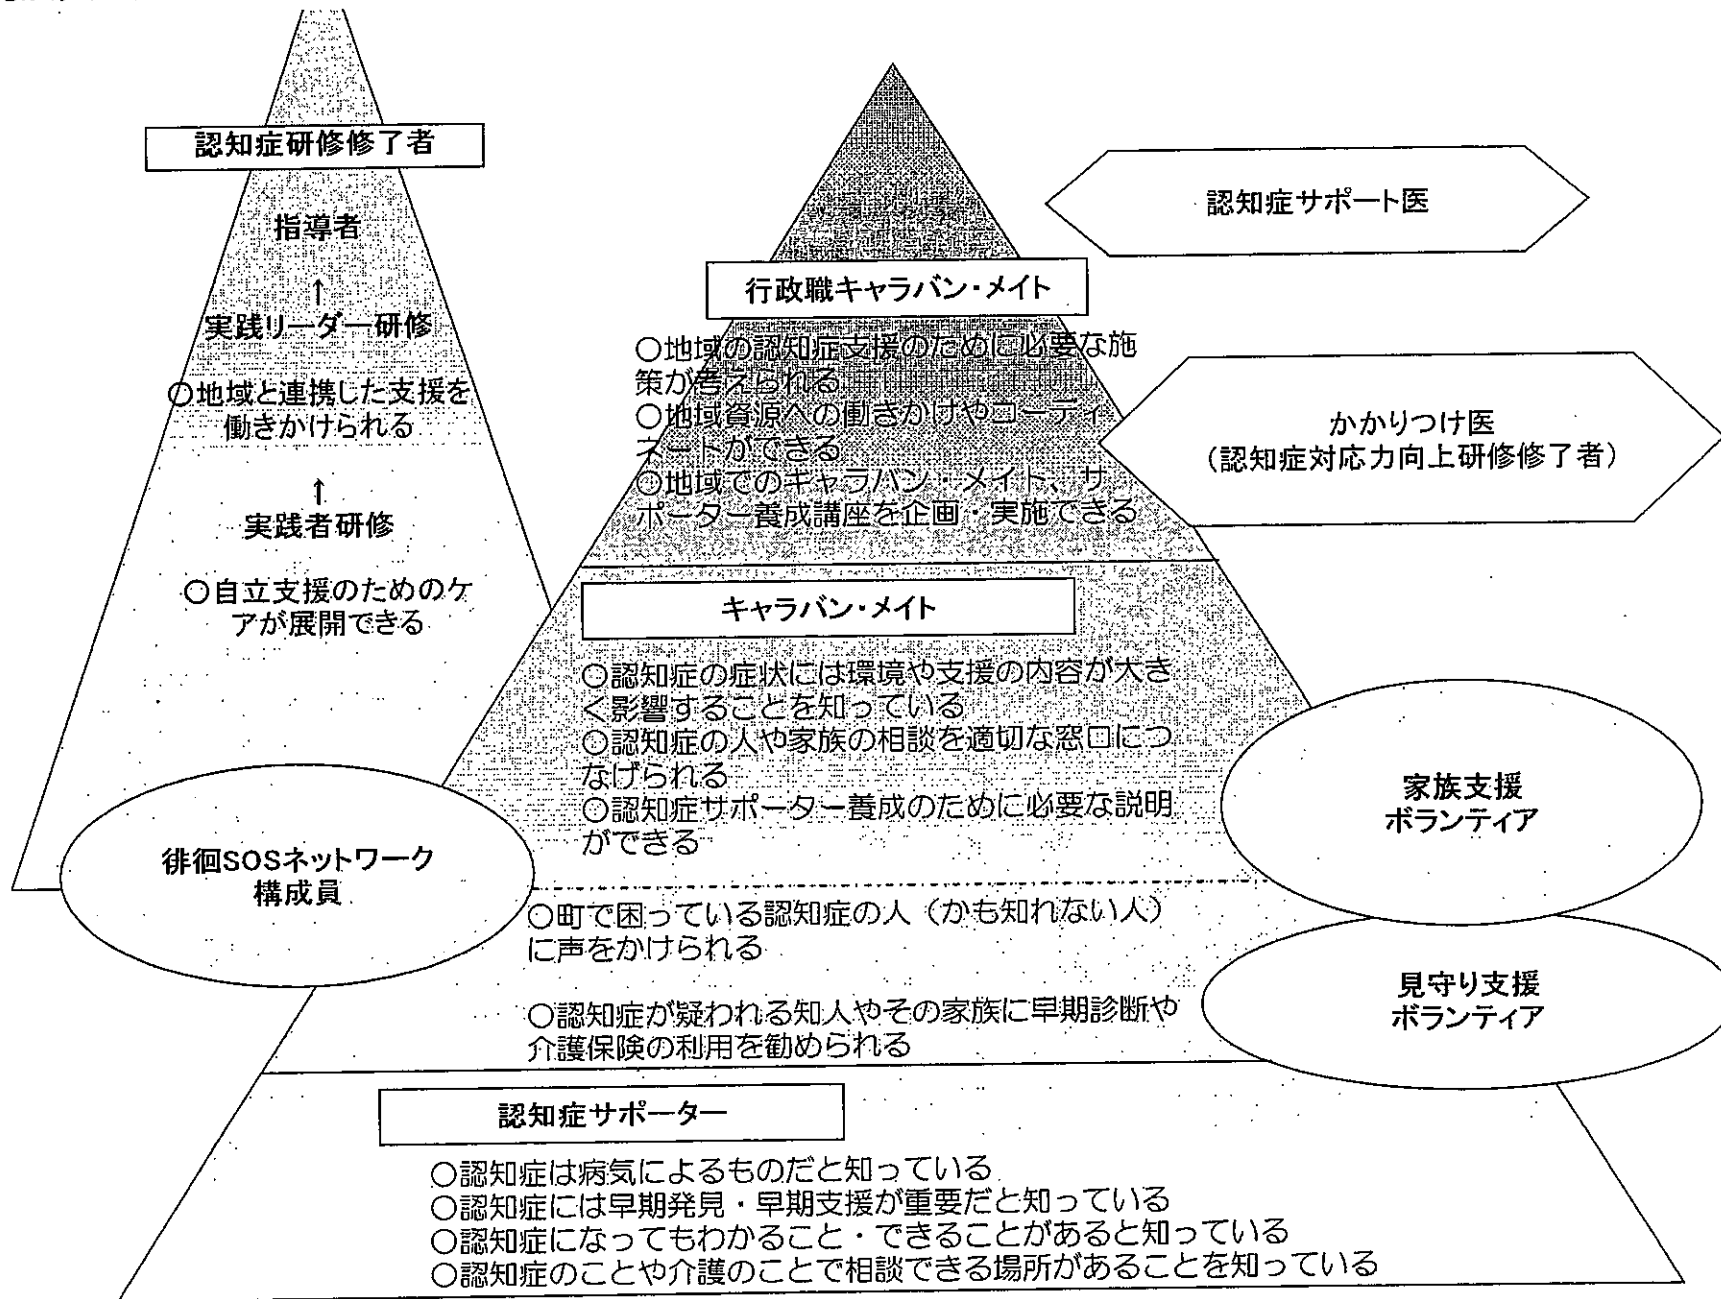 認知症研修修了者
指導者
↑
実践リーダー研修
○地域と連携した支援を
働きかけられる
↑
実践者研修
○自立支援のためのケ
アが展開できる
徘徊SOSネットワーク
構成員
行政職キャラバン・メイト
○地域の認知症支援のために必要な施
策が考えられる
○地域資源への働きかけやコーディ
ネートができる
○地域でのキャラバン・メイト、サ
ポーター養成講座を企画・実施できる
キャラバン・メイト
○認知症の症状には環境や支援の内容が大き
く影響することを知っている
○認知症の人や家族の相談を適切な窓口につ
なげられる
○認知症サポーター養成のために必要な説明
ができる
○町で困っている認知症の人（かも知れない人）
に声をかけられる
○認知症が疑われる知人やその家族に早期診断や
介護保険の利用を勧められる
認知症サポーター
○認知症は病気によるものだと知っている
○認知症には早期発見・早期支援が重要だと知っている
○認知症になってもわかること・できることがあると知っている
○認知症のことや介護のことで相談できる場所があることを知っている
認知症サポート医
かかりつけ医
（認知症対応力向上研修修了者）
家族支援
ボランティア
見守り支援
ボランティア